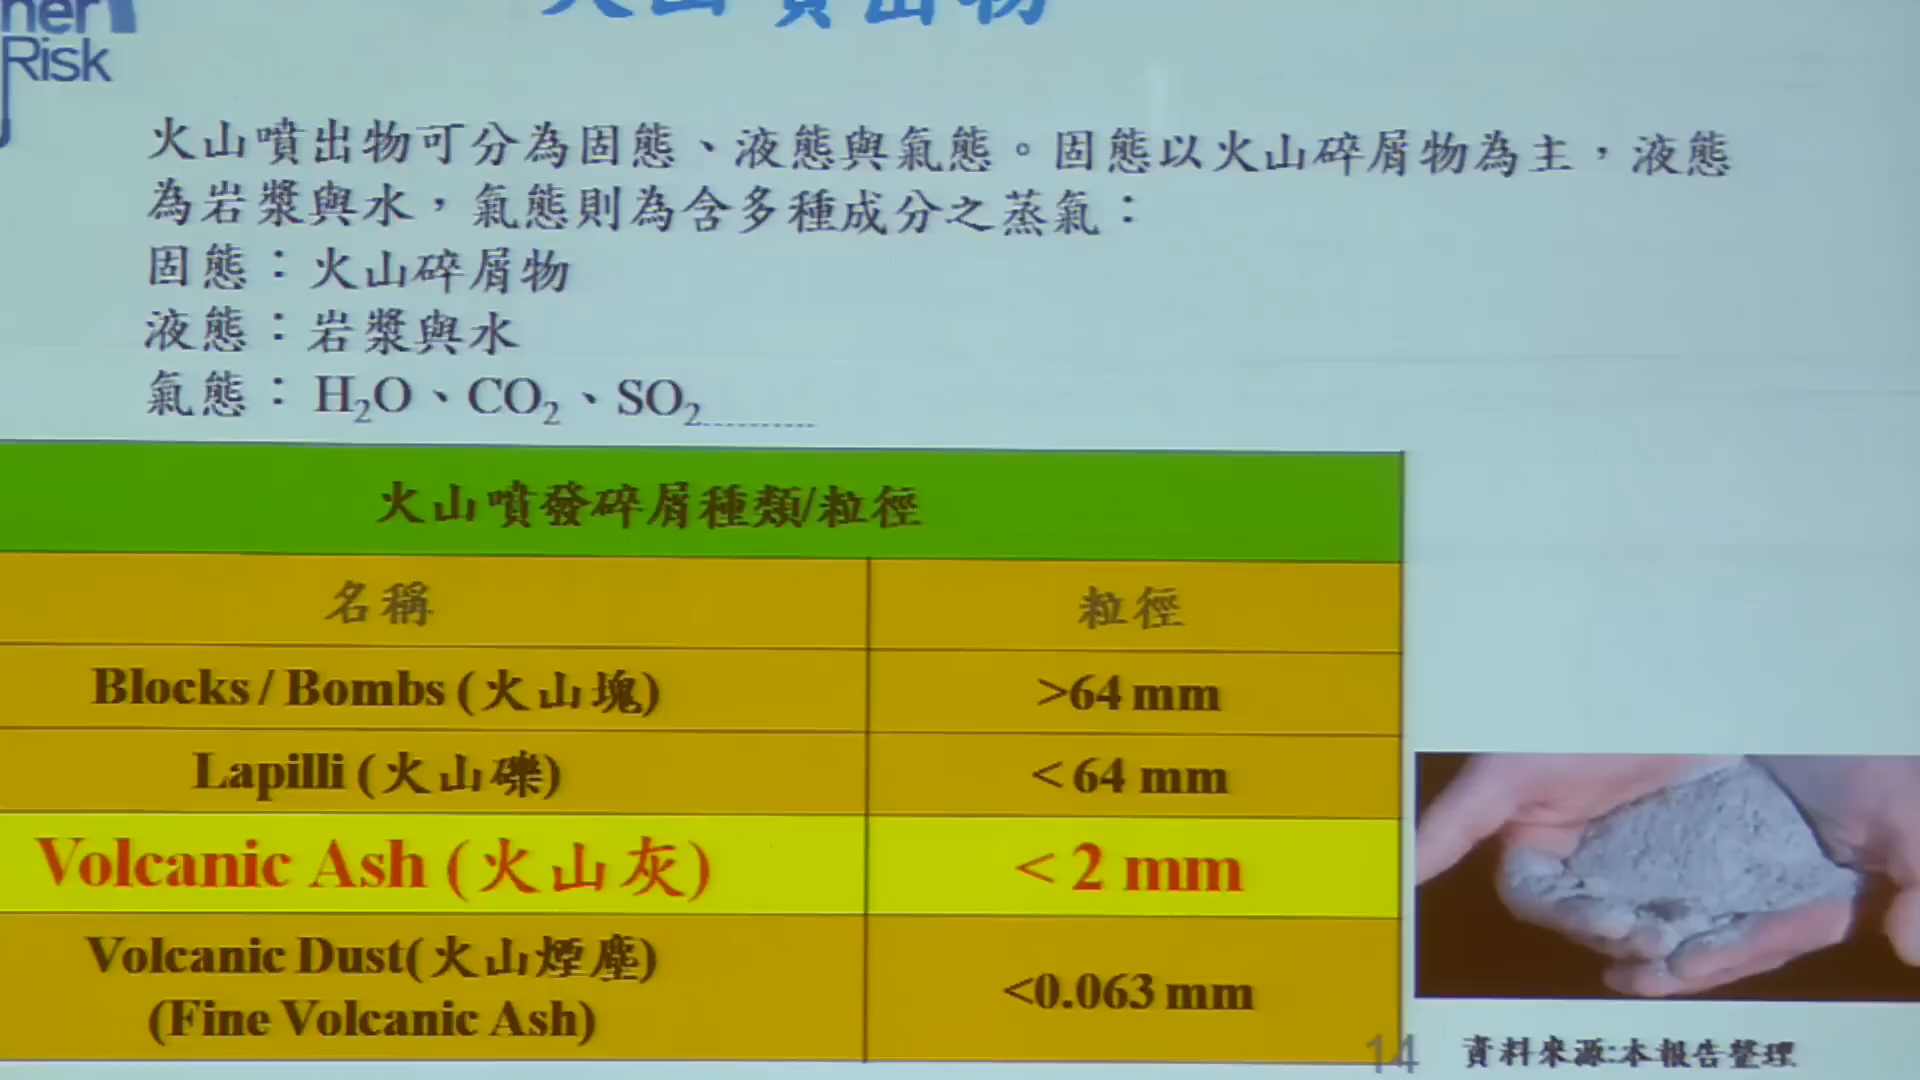 火山噴出物
ner
Risk
火山噴出物可分為固態、液態與氣態。固態以火山碎屑物為主，液態
為岩漿與水，氣態則為含多種成分之蒸氣：
固態：火山碎屑物
液態：岩漿與水
氣態：H₂O、CO₂、SO₂..........
火山噴發碎屑種類/粒徑
名稱 粒徑
Blocks / Bombs (火山塊) >64 mm
Lapilli (火山礫) < 64 mm
Volcanic Ash (火山灰) < 2 mm
Volcanic Dust(火山煙塵)
(Fine Volcanic Ash) <0.063 mm
14
資料來源:本報告整理